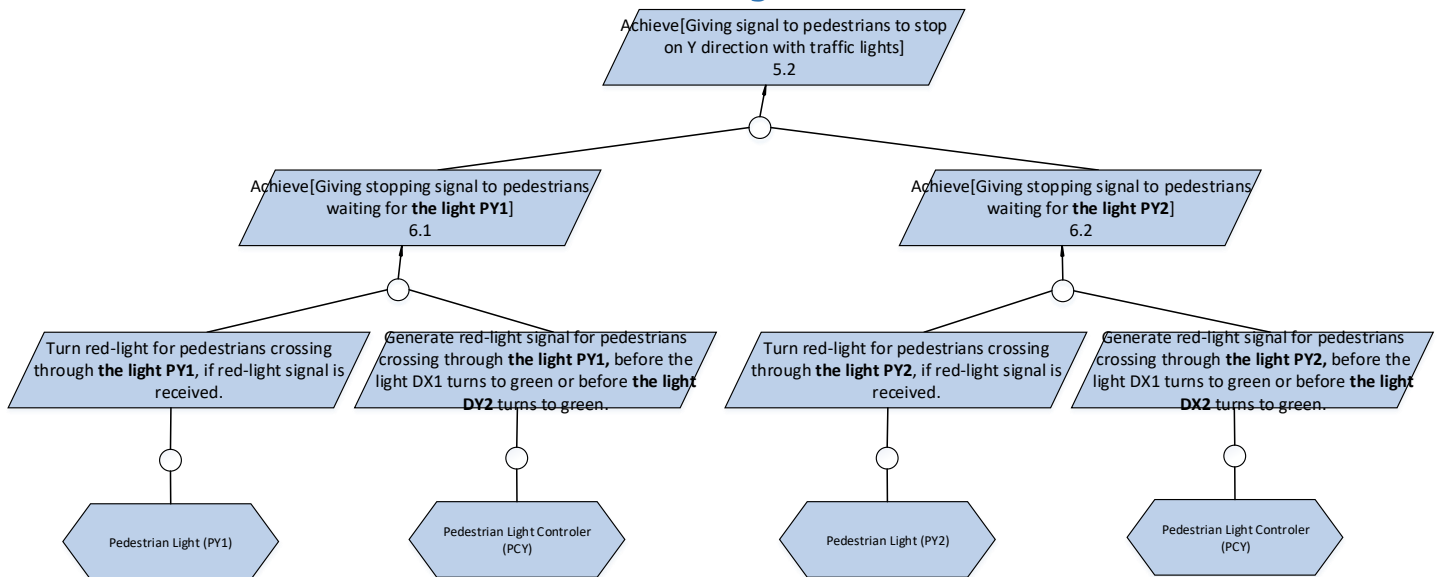 Achieve[Giving signal to pedestrians to stop
on Y direction with traffic lights]
5.2
Achieve[Giving stopping signal to pedestrians
waiting for the light PY1]
6.1
Achieve[Giving stopping signal to pedestrians
waiting for the light PY2]
6.2
Turn red-light for pedestrians crossing
through the light PY1, if red-light signal is
received.
Generate red-light signal for pedestrians
crossing through the light PY1, before the
light DX1 turns to green or before the light
DY2 turns to green.
Turn red-light for pedestrians crossing
through the light PY2, if red-light signal is
received.
Generate red-light signal for pedestrians
crossing through the light PY2, before the
light DX1 turns to green or before the light
DX2 turns to green.
Pedestrian Light (PY1)
Pedestrian Light Controler
(PCY)
Pedestrian Light (PY2)
Pedestrian Light Controler
(PCY)